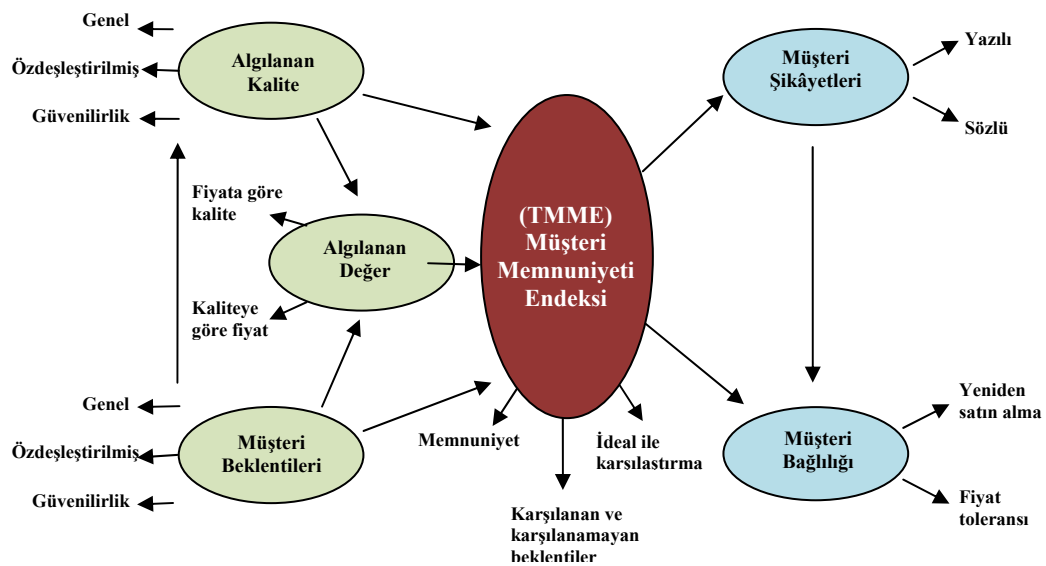 Genel
Özdeşleştirilmiş
Güvenilirlik
Algılanan
Kalite
Müşteri
Şikâyetleri
Yazılı
Sözlü
Fiyata göre
kalite
Algılanan
Değer
Kaliteye
göre fiyat
(TMME)
Müşteri
Memnuniyeti
Endeksi
Genel
Özdeşleştirilmiş
Güvenilirlik
Müşteri
Beklentileri
Memnuniyet
İdeal ile
karşılaştırma
Karşılanan ve
karşılanamayan
beklentiler
Müşteri
Bağlılığı
Yeniden
satın alma
Fiyat
toleransı